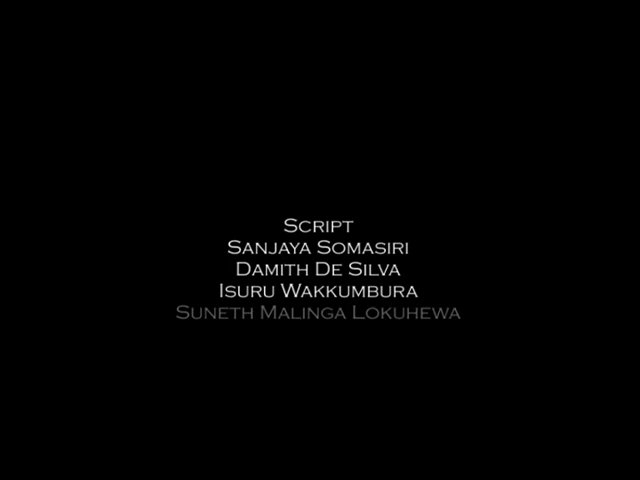 Script
Sanjaya Somasiri
Damith De Silva
Isuru Wakkumbura
Suneth Malinga Lokuhewa